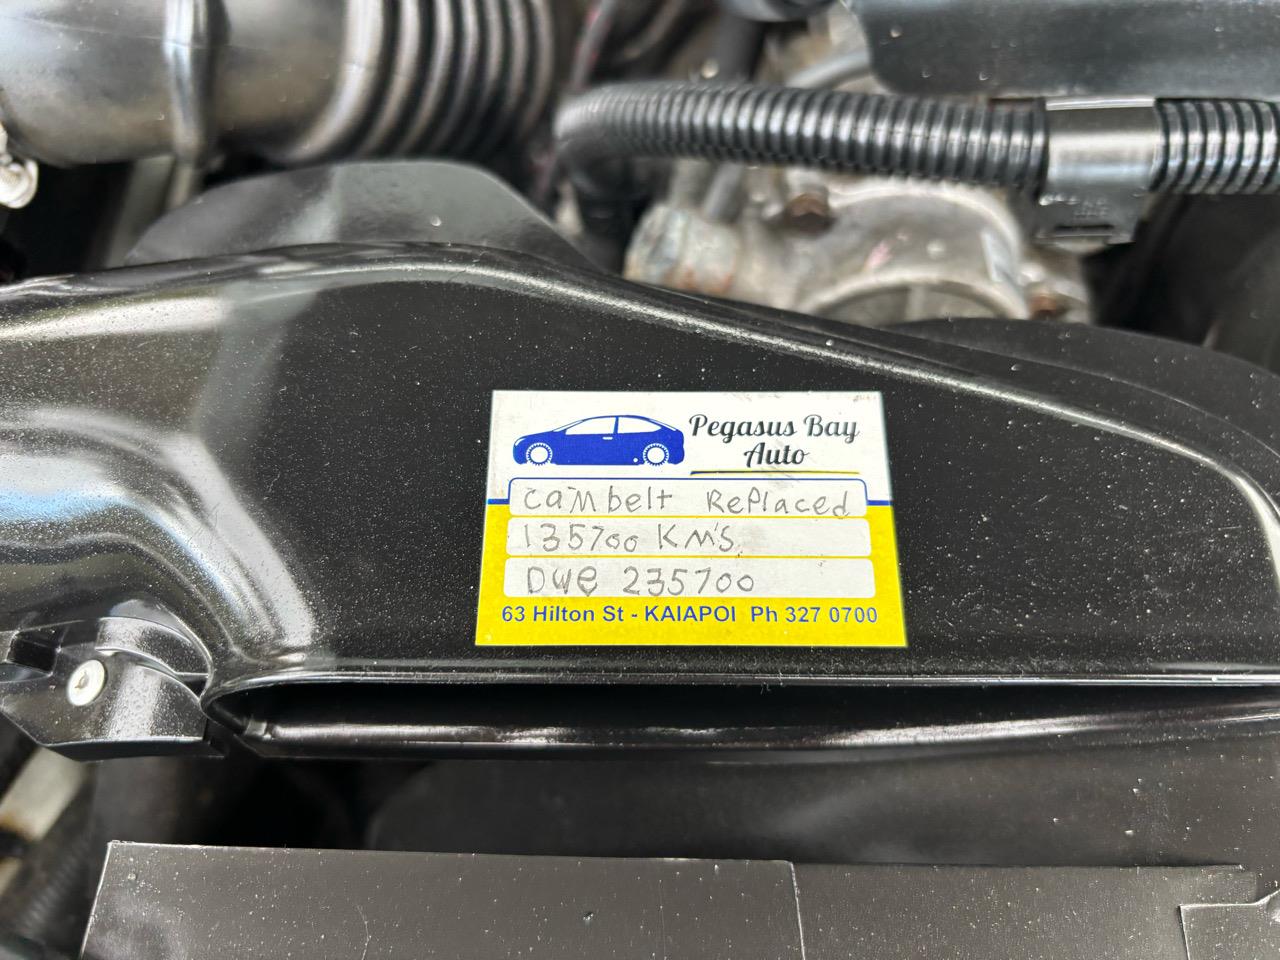 Pegasus Bay
Auto
Cambelt Replaced
135700 KM'S.
Due 235700
63 Hilton St - KAIAPOI Ph 327 0700